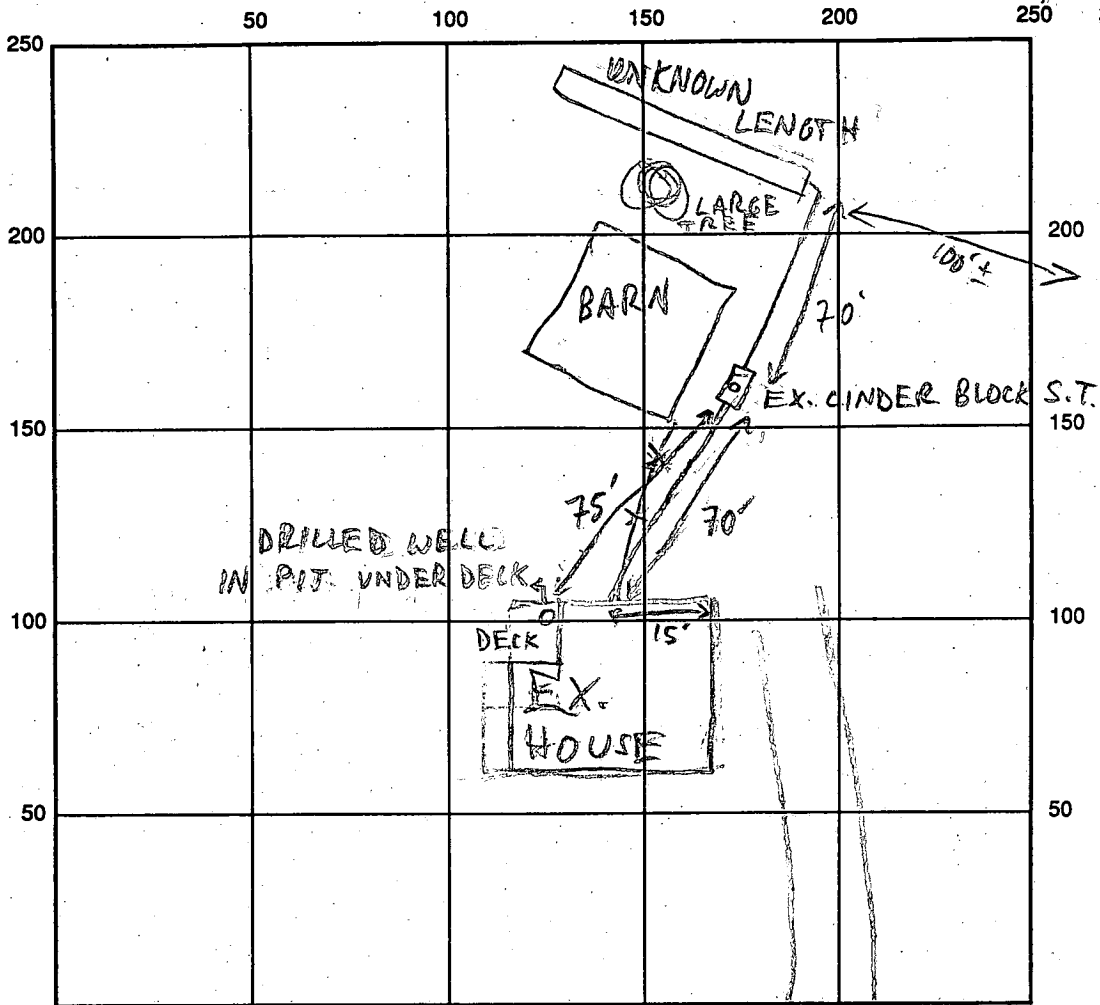 50 100 150 200 250
250
UNKNOWN
LENGTH
LARGE
TREE
200 200
100'±
BARN
70'
EX. CINDER BLOCK S.T.
150 150
75'
70'
DRILLED WELL
IN PIT UNDER DECK
100 100
15'
DECK
EX.
HOUSE
50 50